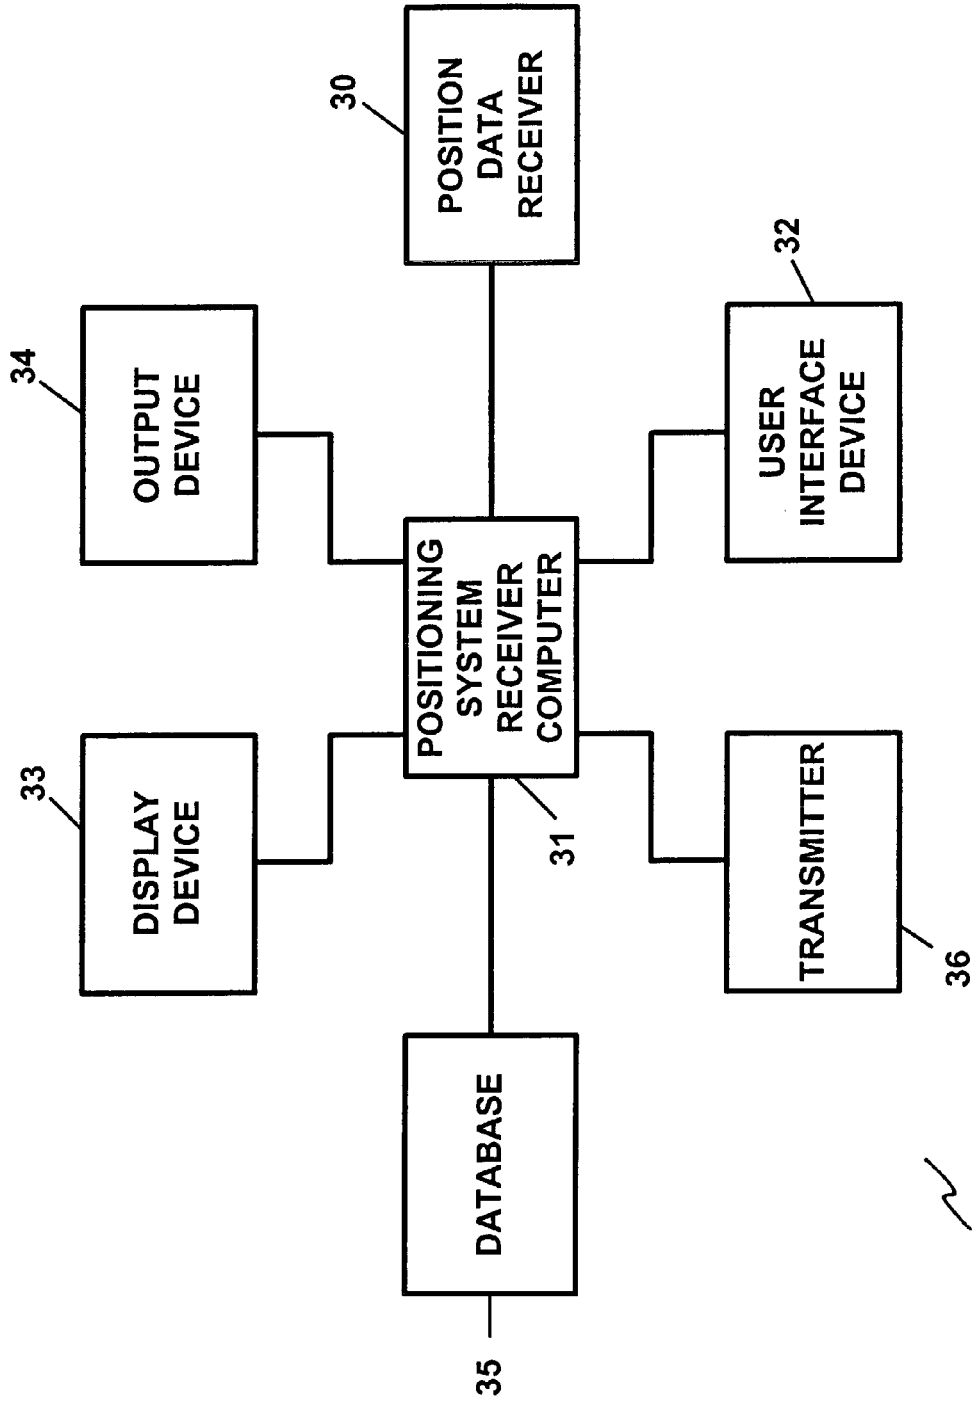 33
DISPLAY
DEVICE
34
OUTPUT
DEVICE
35
DATABASE
POSITIONING
SYSTEM
RECEIVER
COMPUTER
31
30
POSITION
DATA
RECEIVER
TRANSMITTER
36
32
USER
INTERFACE
DEVICE